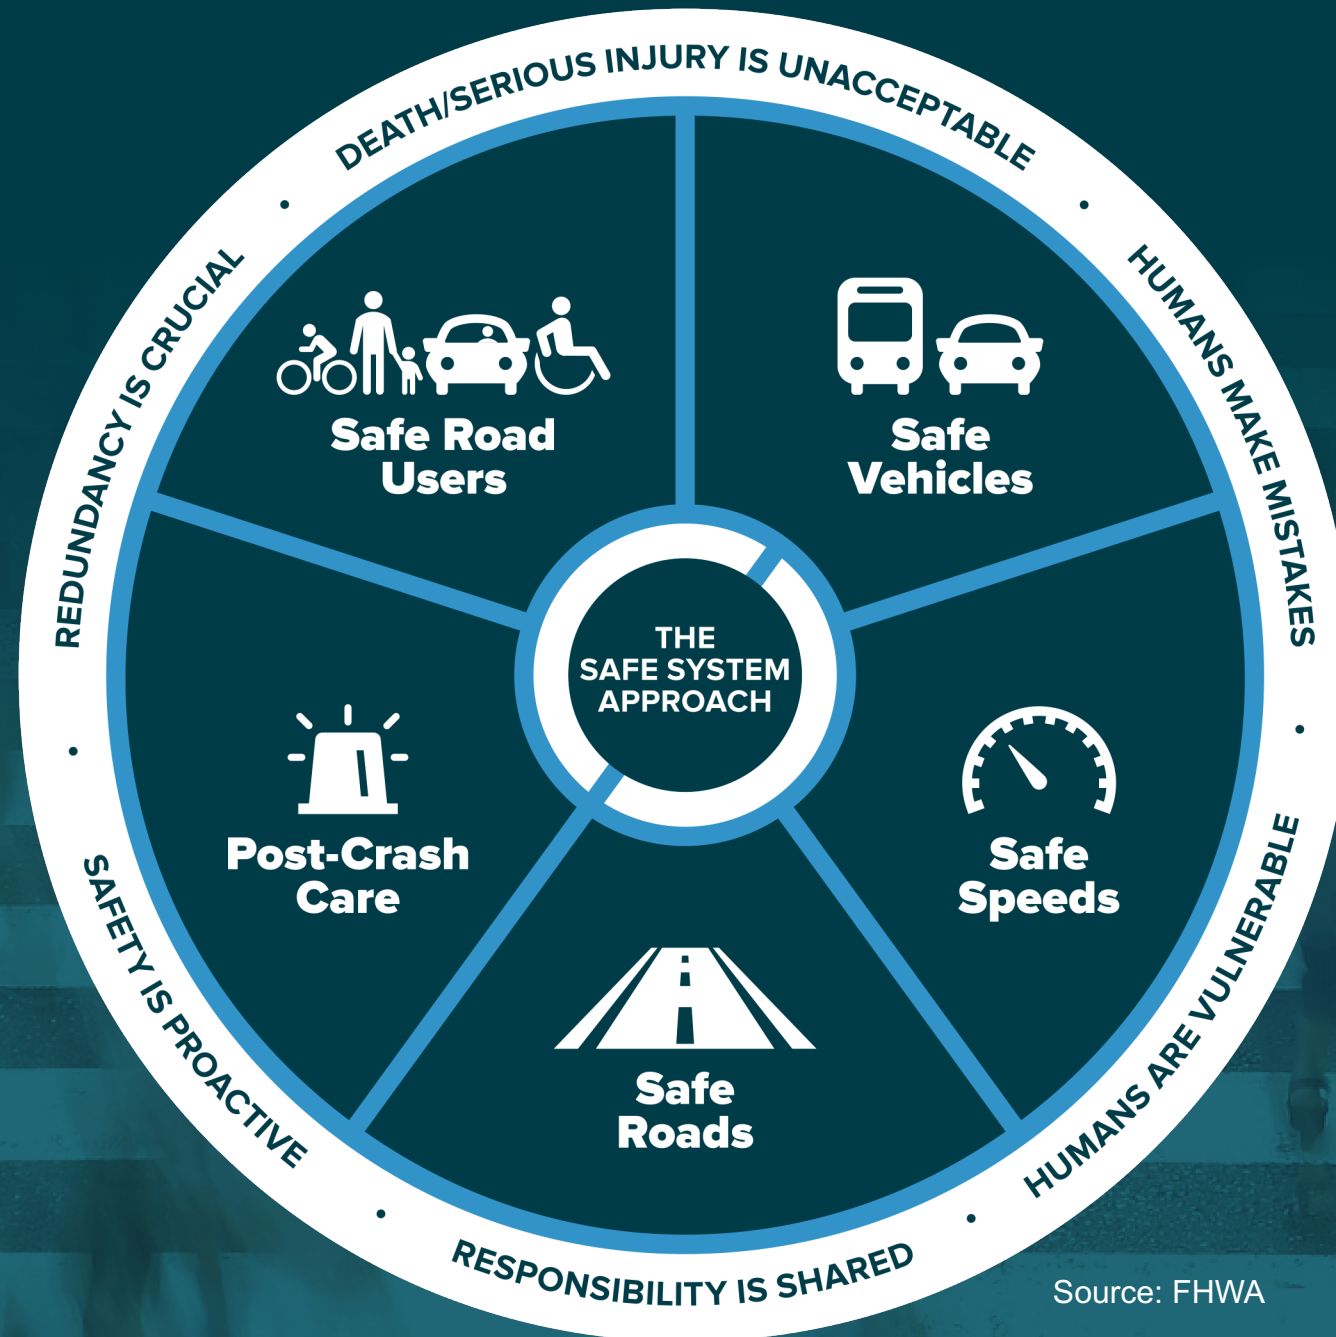 DEATH/SERIOUS INJURY IS UNACCEPTABLE
HUMANS MAKE MISTAKES
HUMANS ARE VULNERABLE
RESPONSIBILITY IS SHARED
SAFETY IS PROACTIVE
REDUNDANCY IS CRUCIAL
Safe Road
Users
Safe
Vehicles
Safe
Speeds
Safe
Roads
Post-Crash
Care
THE
SAFE SYSTEM
APPROACH
Source: FHWA